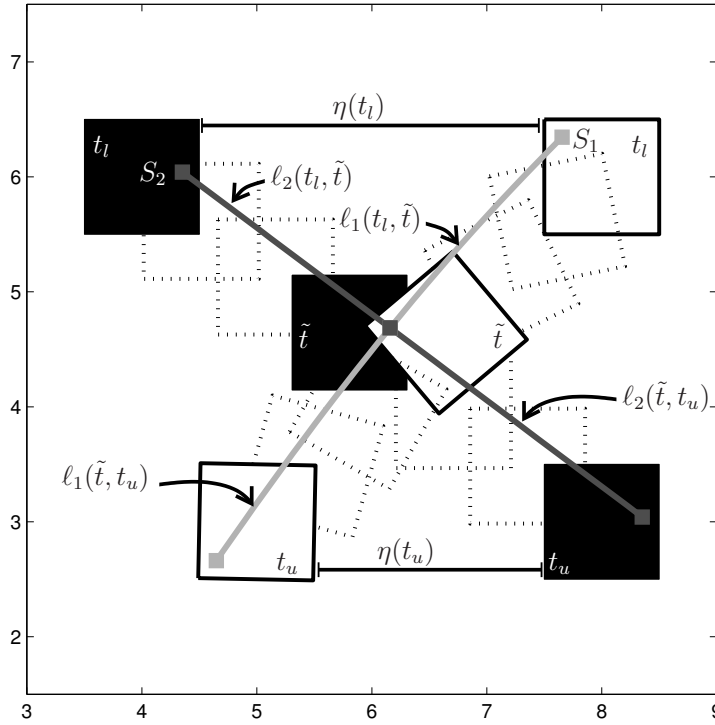 7
6
5
4
3
2
3 4 5 6 7 8 9
η(t_l)
t_l
S_2
S_1
t_l
ℓ_2(t_l, t̃)
ℓ_1(t_l, t̃)
t̃
t̃
ℓ_2(t̃, t_u)
ℓ_1(t̃, t_u)
t_u
η(t_u)
t_u